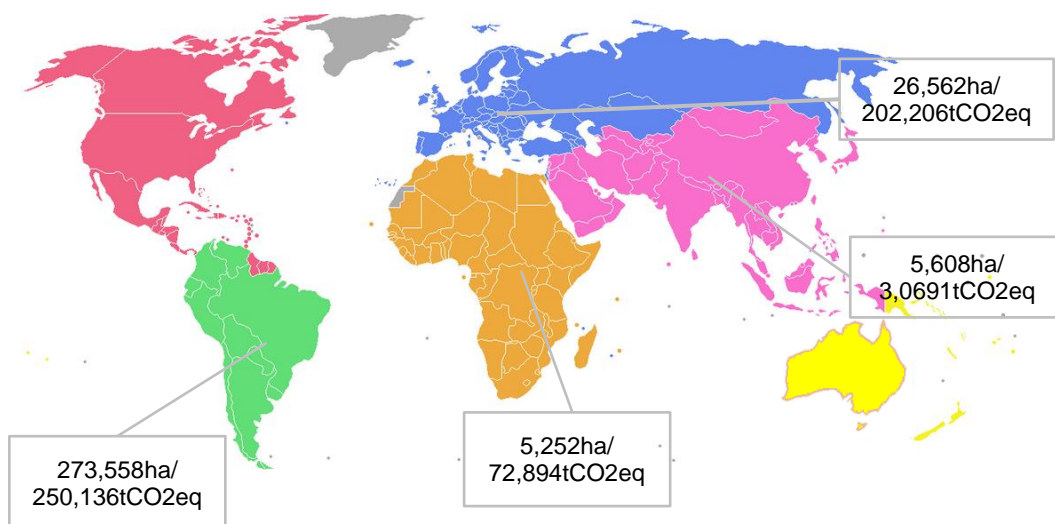 26,562ha/
202,206tCO2eq
5,608ha/
3,0691tCO2eq
5,252ha/
72,894tCO2eq
273,558ha/
250,136tCO2eq